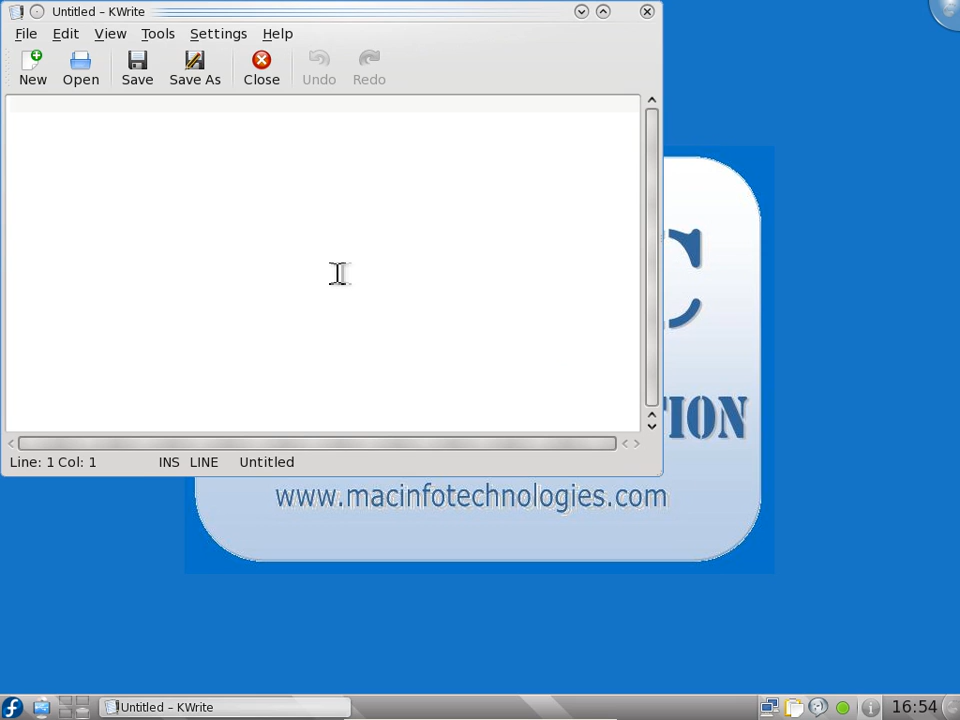 Untitled – KWrite
File Edit View Tools Settings Help
New Open Save Save As Close Undo Redo
C
TION
Line: 1 Col: 1 INS LINE Untitled
www.macinfotechnologies.com
Untitled – KWrite 16:54